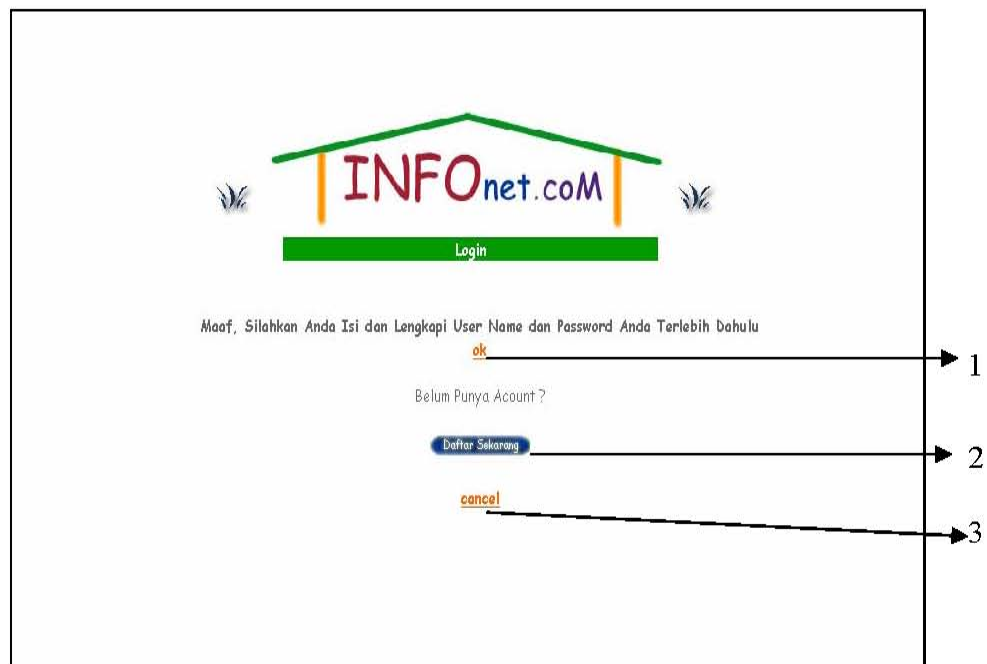 INFOnet.coM
Login
Maaf, Silahkan Anda Isi dan Lengkapi User Name dan Password Anda Terlebih Dahulu
ok
1
Belum Punya Acount ?
Daftar Sekarang
2
cancel
3